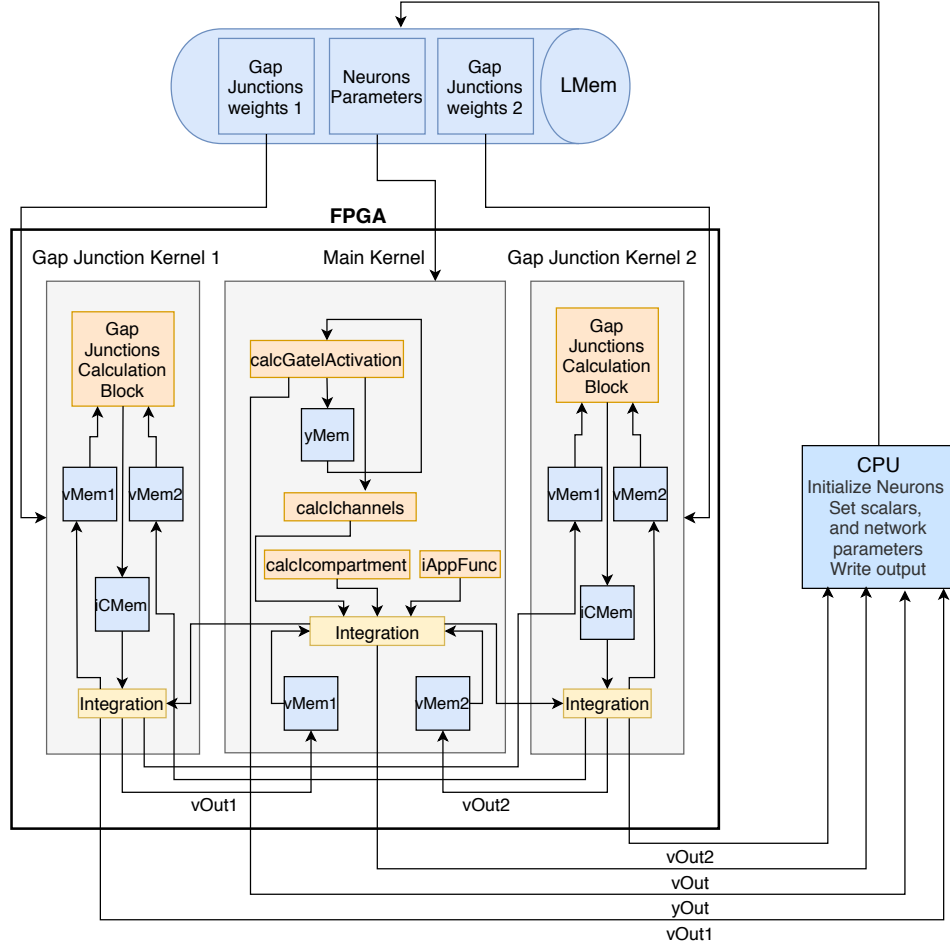 Gap
Junctions
weights 1
Neurons
Parameters
Gap
Junctions
weights 2
LMem
FPGA
Gap Junction Kernel 1
Main Kernel
Gap Junction Kernel 2
Gap
Junctions
Calculation
Block
calcGateIActivation
Gap
Junctions
Calculation
Block
yMem
vMem1
vMem2
calcIchannels
vMem1
vMem2
CPU
Initialize Neurons
Set scalars,
and network
parameters
Write output
calcIcompartment
iAppFunc
iCMem
iCMem
Integration
Integration
vMem1
vMem2
Integration
vOut1
vOut2
vOut2
vOut
yOut
vOut1